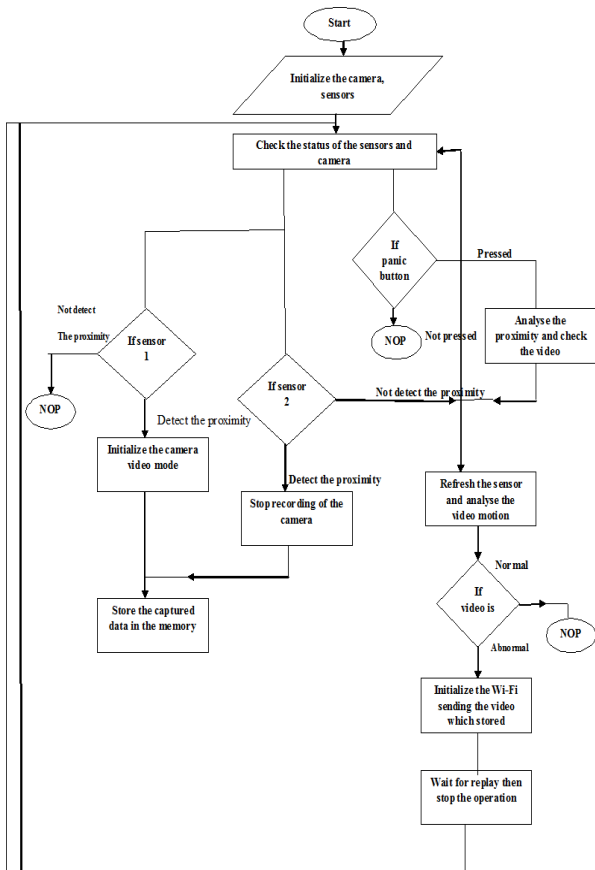 Start
Initialize the camera,
sensors
Check the status of the sensors and
camera
If
panic
button
Pressed
Not detect
The proximity
If sensor
1
NOP
Not pressed
Analyse the
proximity and check
the video
NOP
If sensor
2
Not detect the proximity
Detect the proximity
Initialize the camera
video mode
Detect the proximity
Stop recording of the
camera
Refresh the sensor
and analyse the
video motion
Normal
If
video is
NOP
Store the captured
data in the memory
Abnormal
Initialize the Wi-Fi
sending the video
which stored
Wait for replay then
stop the operation